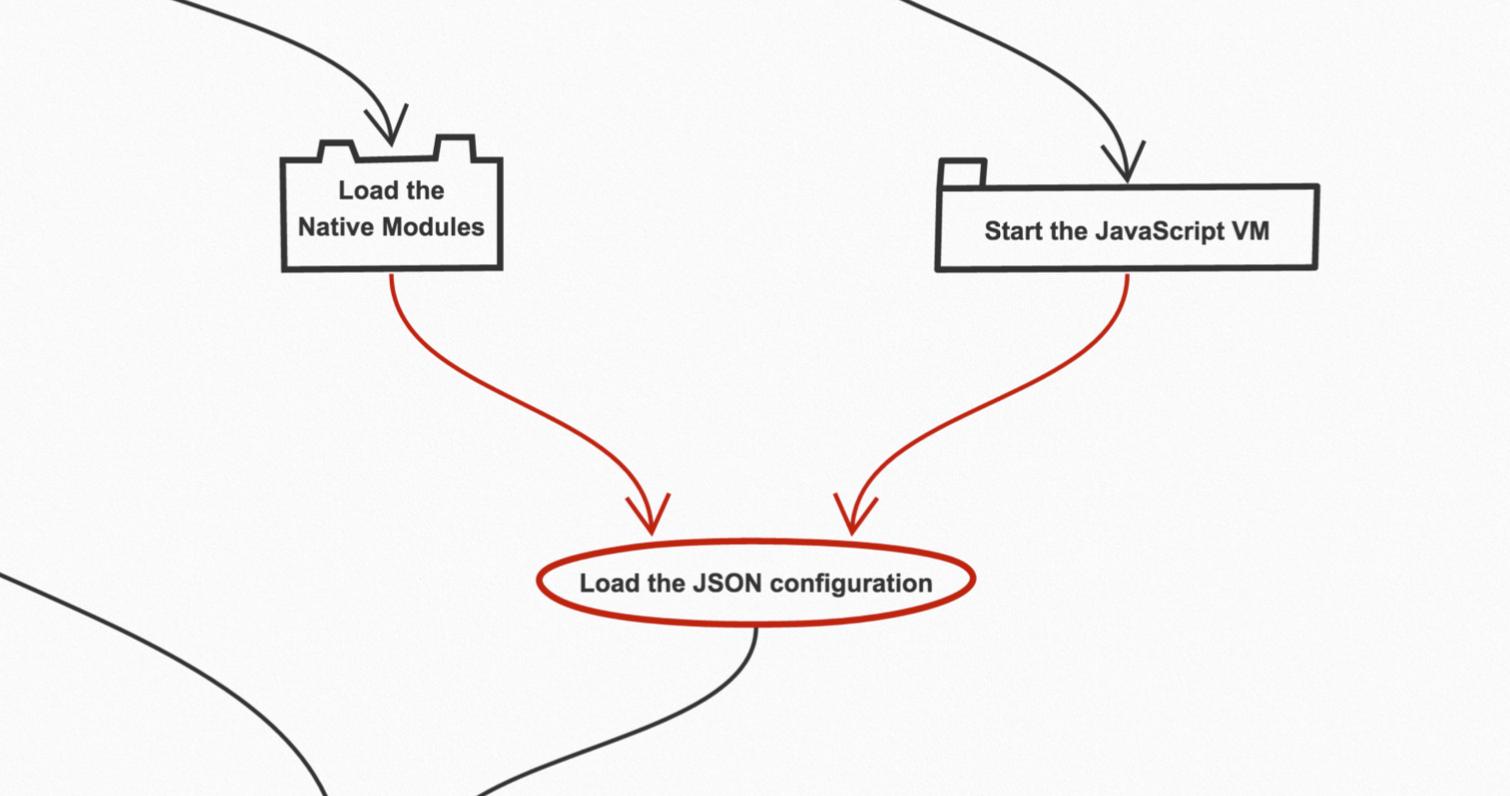 Load the
Native Modules
Start the JavaScript VM
Load the JSON configuration